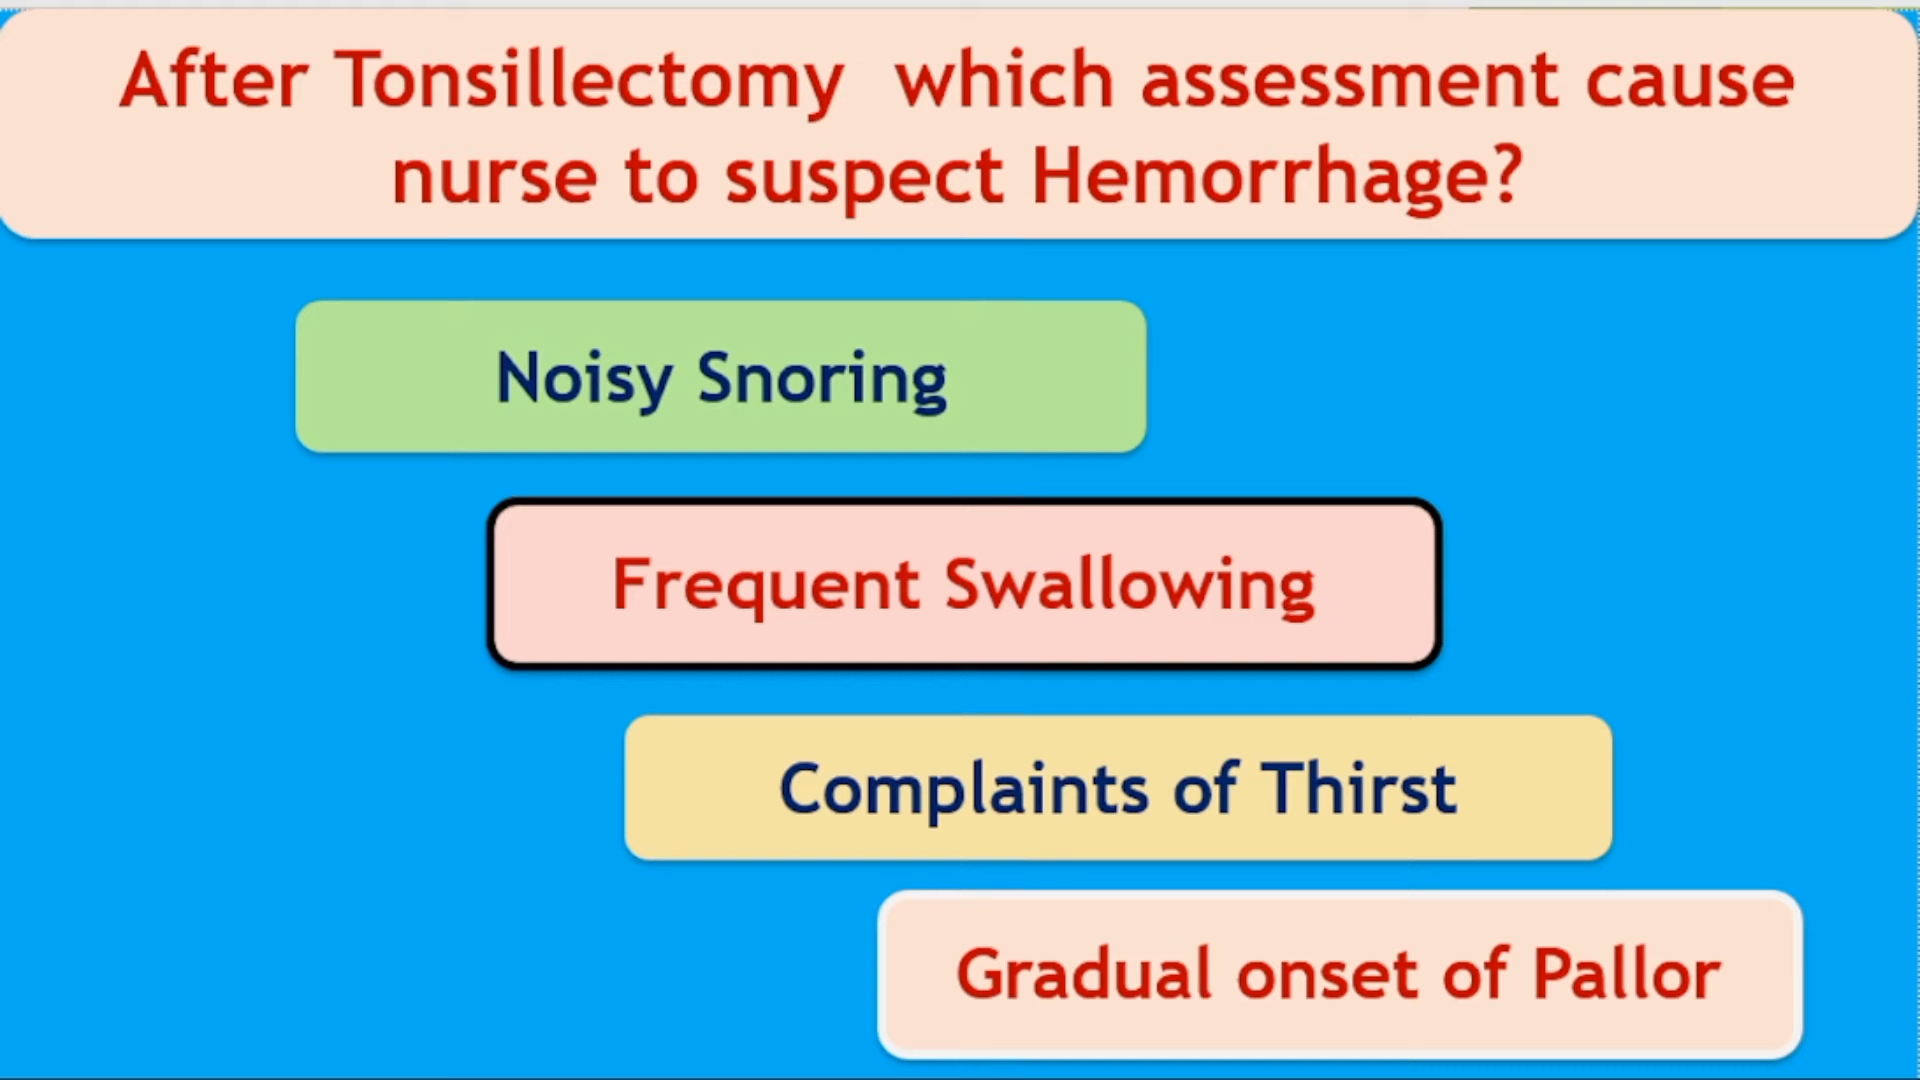 After Tonsillectomy which assessment cause
nurse to suspect Hemorrhage?
Noisy Snoring
Frequent Swallowing
Complaints of Thirst
Gradual onset of Pallor